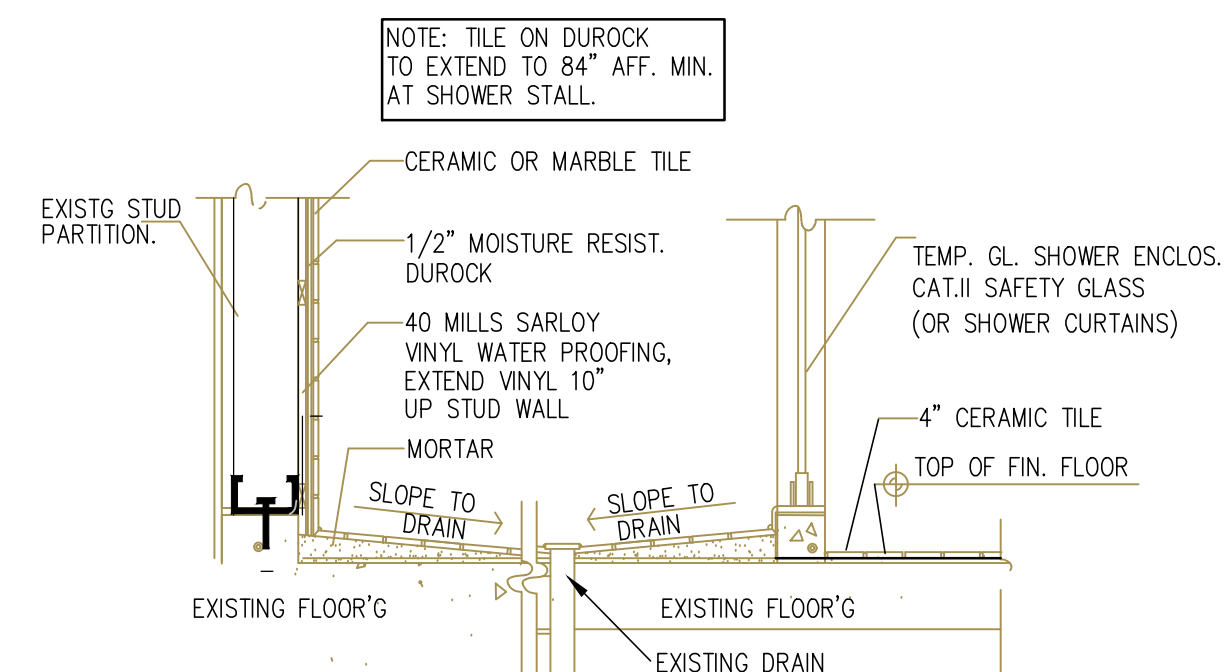 NOTE: TILE ON DUROCK
TO EXTEND TO 84" AFF. MIN.
AT SHOWER STALL.
CERAMIC OR MARBLE TILE
EXISTG STUD
PARTITION.
1/2" MOISTURE RESIST.
DUROCK
TEMP. GL. SHOWER ENCLOS.
CAT.II SAFETY GLASS
(OR SHOWER CURTAINS)
40 MILLS SARLOY
VINYL WATER PROOFING,
EXTEND VINYL 10"
UP STUD WALL
4" CERAMIC TILE
MORTAR
TOP OF FIN. FLOOR
SLOPE TO
DRAIN
SLOPE TO
DRAIN
EXISTING FLOOR'G
EXISTING FLOOR'G
EXISTING DRAIN